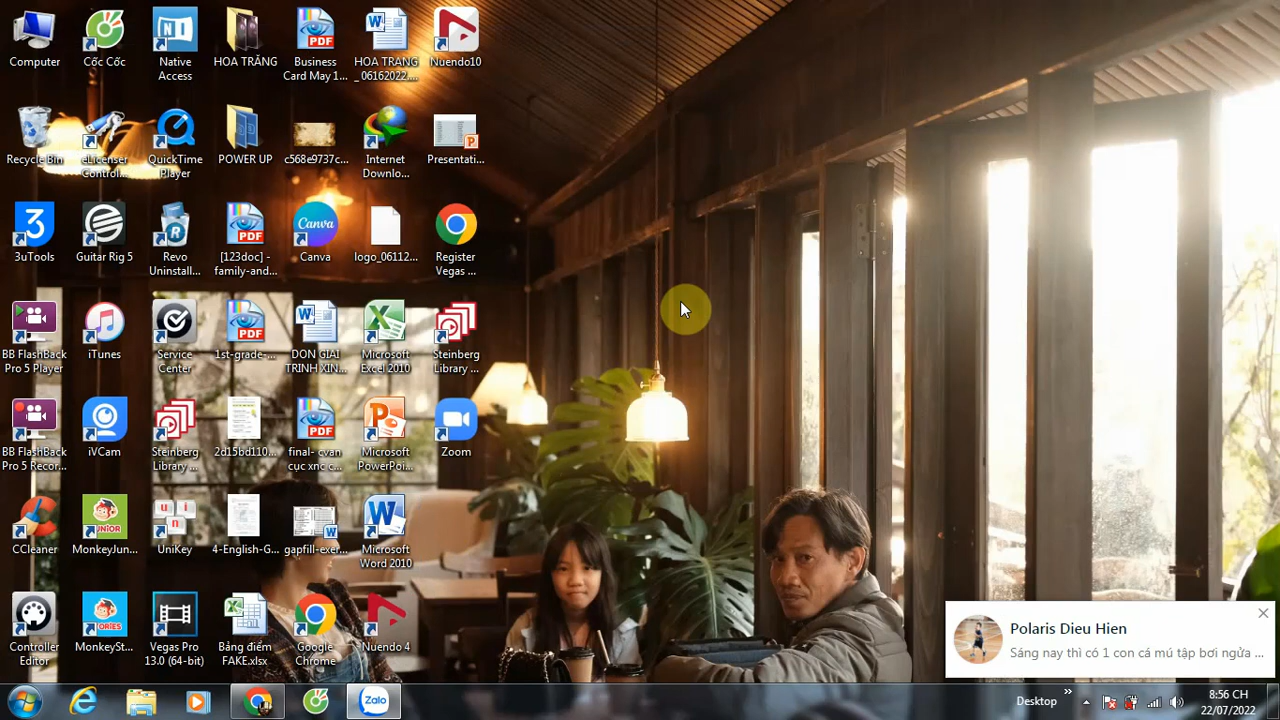 Computer
Cốc Cốc
Native
Access
HOA TRĂNG
Business
Card May 1...
HOA TRANG
_ 06162022....
Nuendo10
Recycle Bin
eLicenser
Control...
QuickTime
Player
POWER UP
c568e9737c...
Internet
Downlo...
Presentati...
3uTools
Guitar Rig 5
Revo
Uninstall...
[123doc] -
family-and...
Canva
Canva
logo_06112...
Register
Vegas ...
BB FlashBack
Pro 5 Player
iTunes
Service
Center
1st-grade-...
DON GIAI
TRINH XIN...
Microsoft
Excel 2010
Steinberg
Library ...
BB FlashBack
Pro 5 Recor...
iVCam
Steinberg
Library ...
2d15bd110...
final- cvan
cục xnc c...
Microsoft
PowerPoi...
Zoom
CCleaner
MonkeyJun...
UniKey
4-English-G...
gapfill-exer...
Microsoft
Word 2010
Controller
Editor
MonkeySt...
Vegas Pro
13.0 (64-bit)
Bảng điểm
FAKE.xlsx
Google
Chrome
Nuendo 4
Polaris Dieu Hien
Sáng nay thì có 1 con cá mú tập bơi ngửa ...
Zalo
Desktop
8:56 CH
22/07/2022